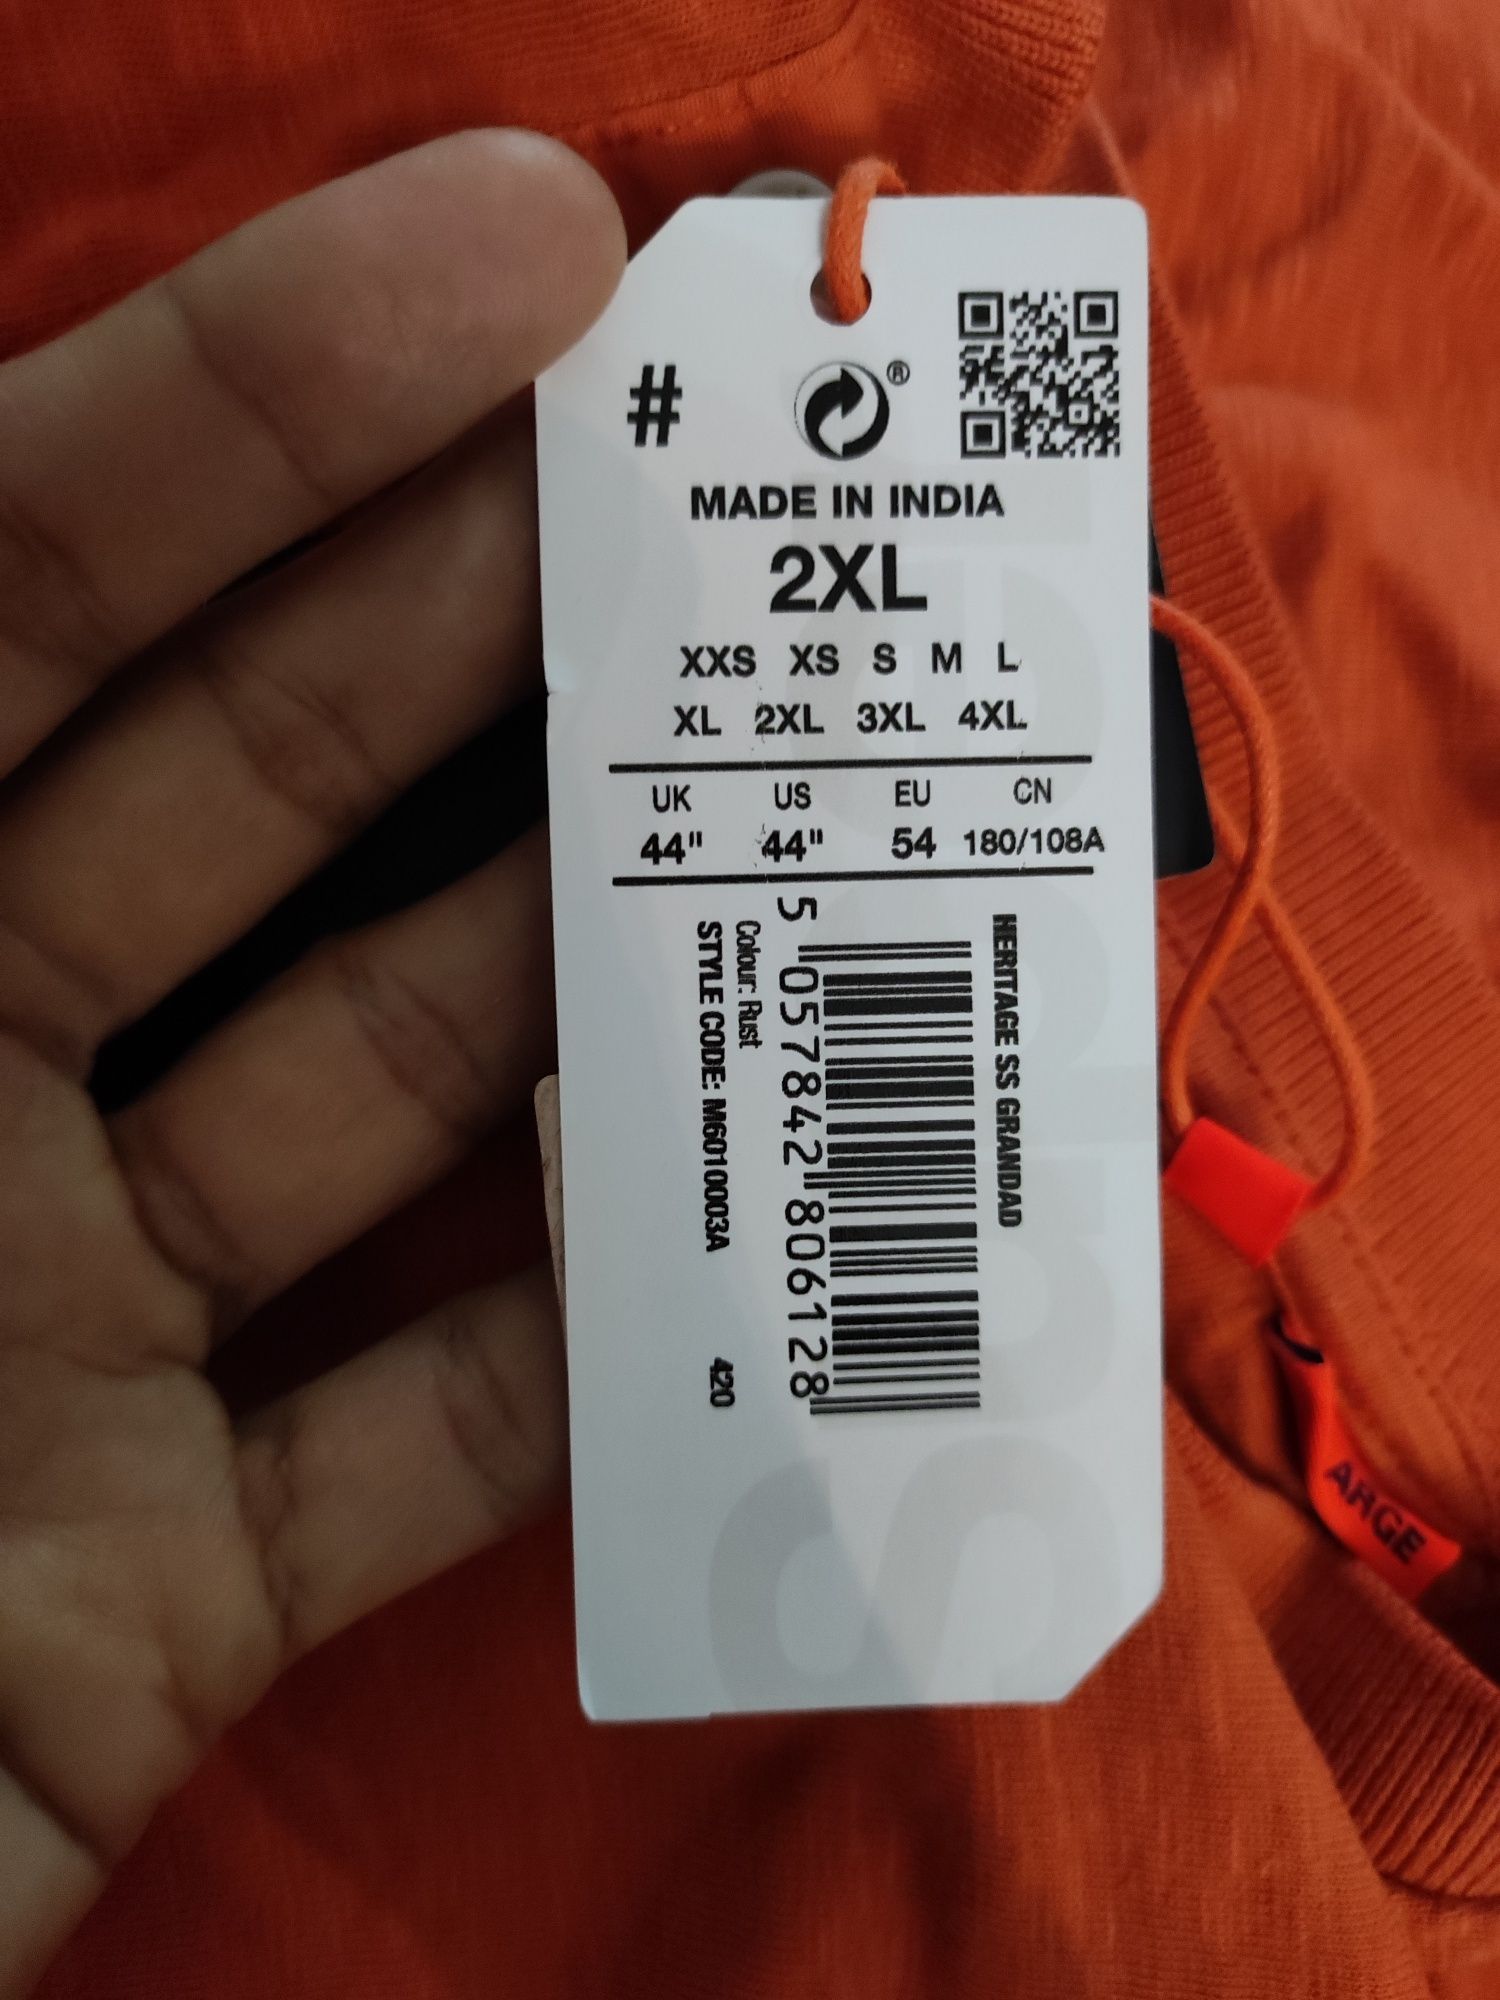 #
®
MADE IN INDIA
2XL
XXS XS S M L
XL 2XL 3XL 4XL
UK US EU CN
44" 44" 54 180/108A
HERITAGE SS GRANDAD
5 057842 806128
Colour: Rust
STYLE CODE: M6010003A 420
ARGE